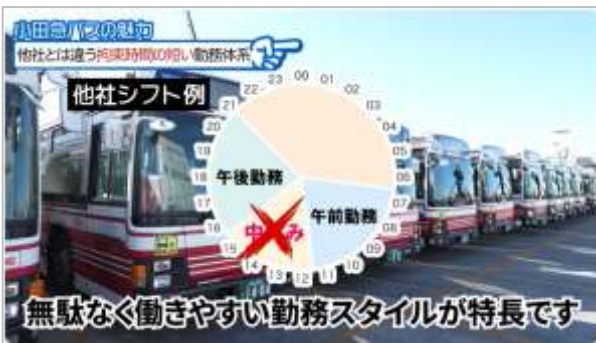 小田急バスの魅力
他社とは違う拘束時間の短い勤務体系
他社シフト例
23 00 01
22 02
21 03
20 04
19 05
18 06
17 07
16 08
15 09
14 10
13 12 11
午後勤務
午前勤務
中み
無駄なく働きやすい勤務スタイルが特長です